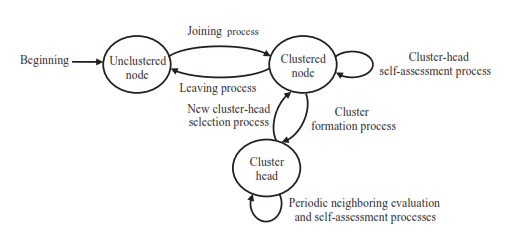 Joining process
Beginning
Unclustered
node
Clustered
node
Cluster-head
self-assessment process
Leaving process
New cluster-head
selection process
Cluster
formation process
Cluster
head
Periodic neighboring evaluation
and self-assessment processes